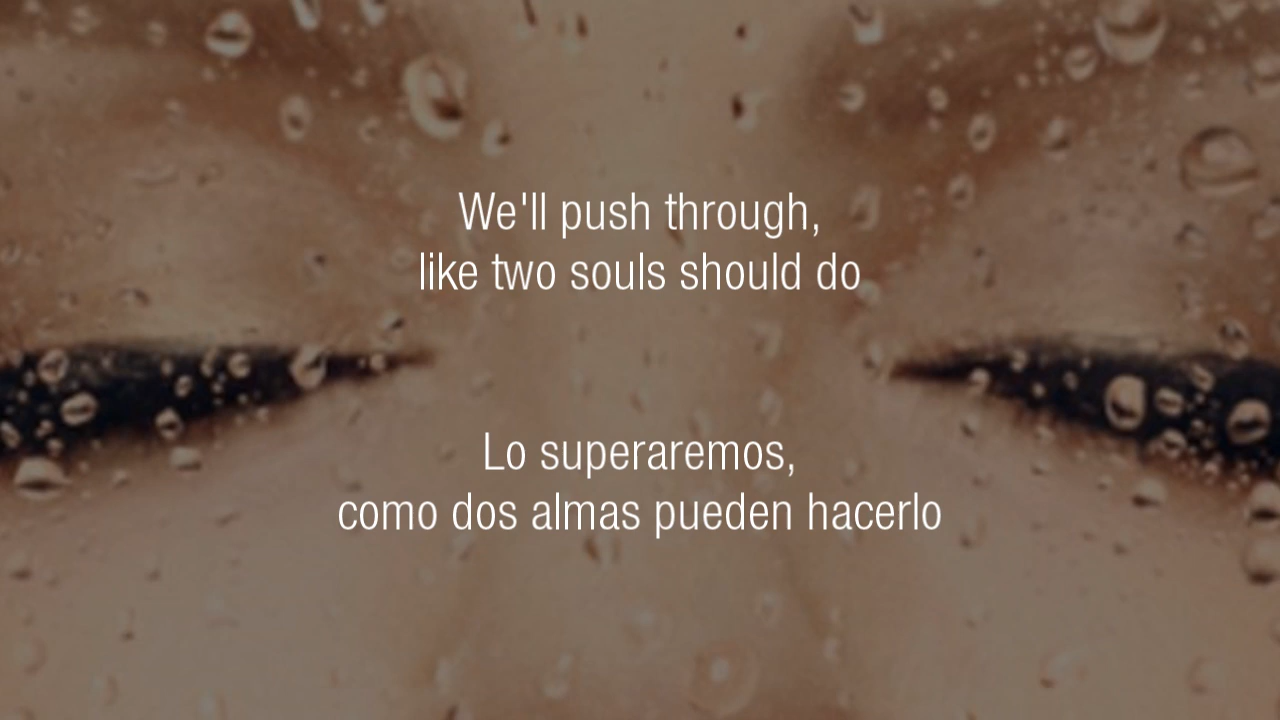 We'll push through,
like two souls should do
Lo superaremos,
como dos almas pueden hacerlo